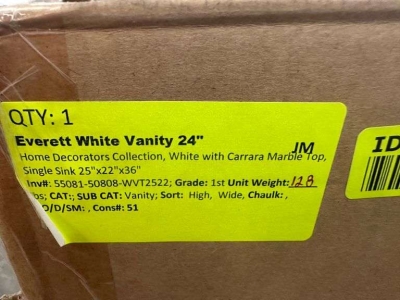 QTY: 1
Everett White Vanity 24"
JM
Home Decorators Collection, White with Carrara Marble Top,
Single Sink 25"x22"x36"
Inv#: 55081-50808-WVT2522; Grade: 1st Unit Weight: 128
CAT:; SUB CAT: Vanity; Sort: High, Wide, Chaulk: ,
O/D/SM: , Cons#: 51
ID